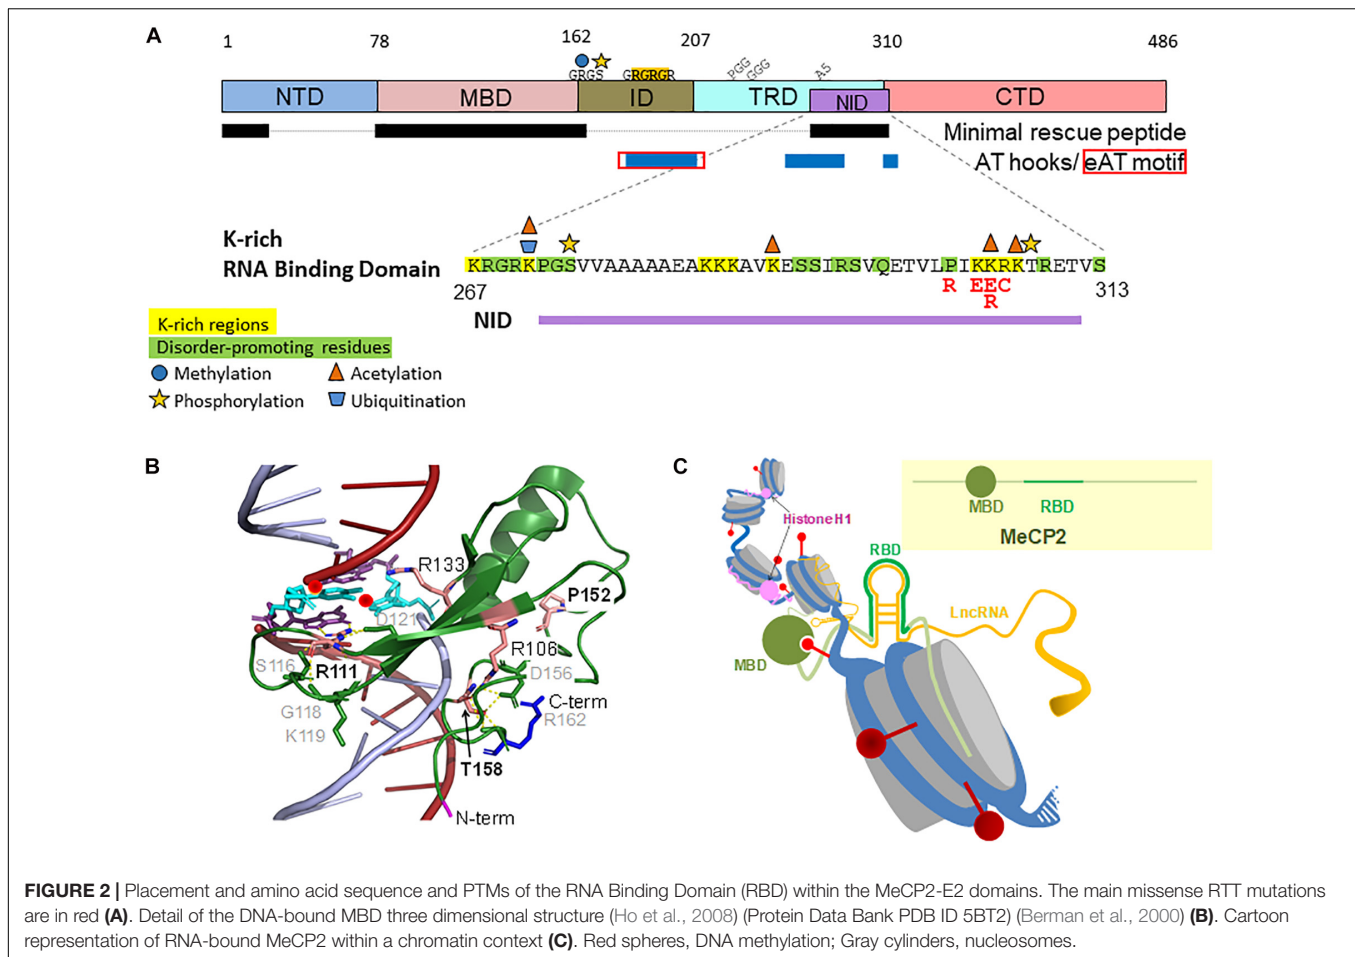 A
1 78 162 207 310 486
GRGS GRGRGR PGG GGG A5
NTD MBD ID TRD NID CTD
Minimal rescue peptide
AT hooks/ eAT motif
K-rich
RNA Binding Domain
KRGRKPGSVVAAAAAEAKKKAVKESSIRSVQETVLPIKKRKTRETVS
R EEC
R
267 313
NID
K-rich regions
Disorder-promoting residues
Methylation Acetylation
Phosphorylation Ubiquitination
B
R133
P152
D121
R106
S116
R111
D156
G118
C-term
R162
K119
T158
N-term
C
Histone H1
MBD RBD
MeCP2
RBD
LncRNA
MBD
FIGURE 2 | Placement and amino acid sequence and PTMs of the RNA Binding Domain (RBD) within the MeCP2-E2 domains. The main missense RTT mutations
are in red (A). Detail of the DNA-bound MBD three dimensional structure (Ho et al., 2008) (Protein Data Bank PDB ID 5BT2) (Berman et al., 2000) (B). Cartoon
representation of RNA-bound MeCP2 within a chromatin context (C). Red spheres, DNA methylation; Gray cylinders, nucleosomes.